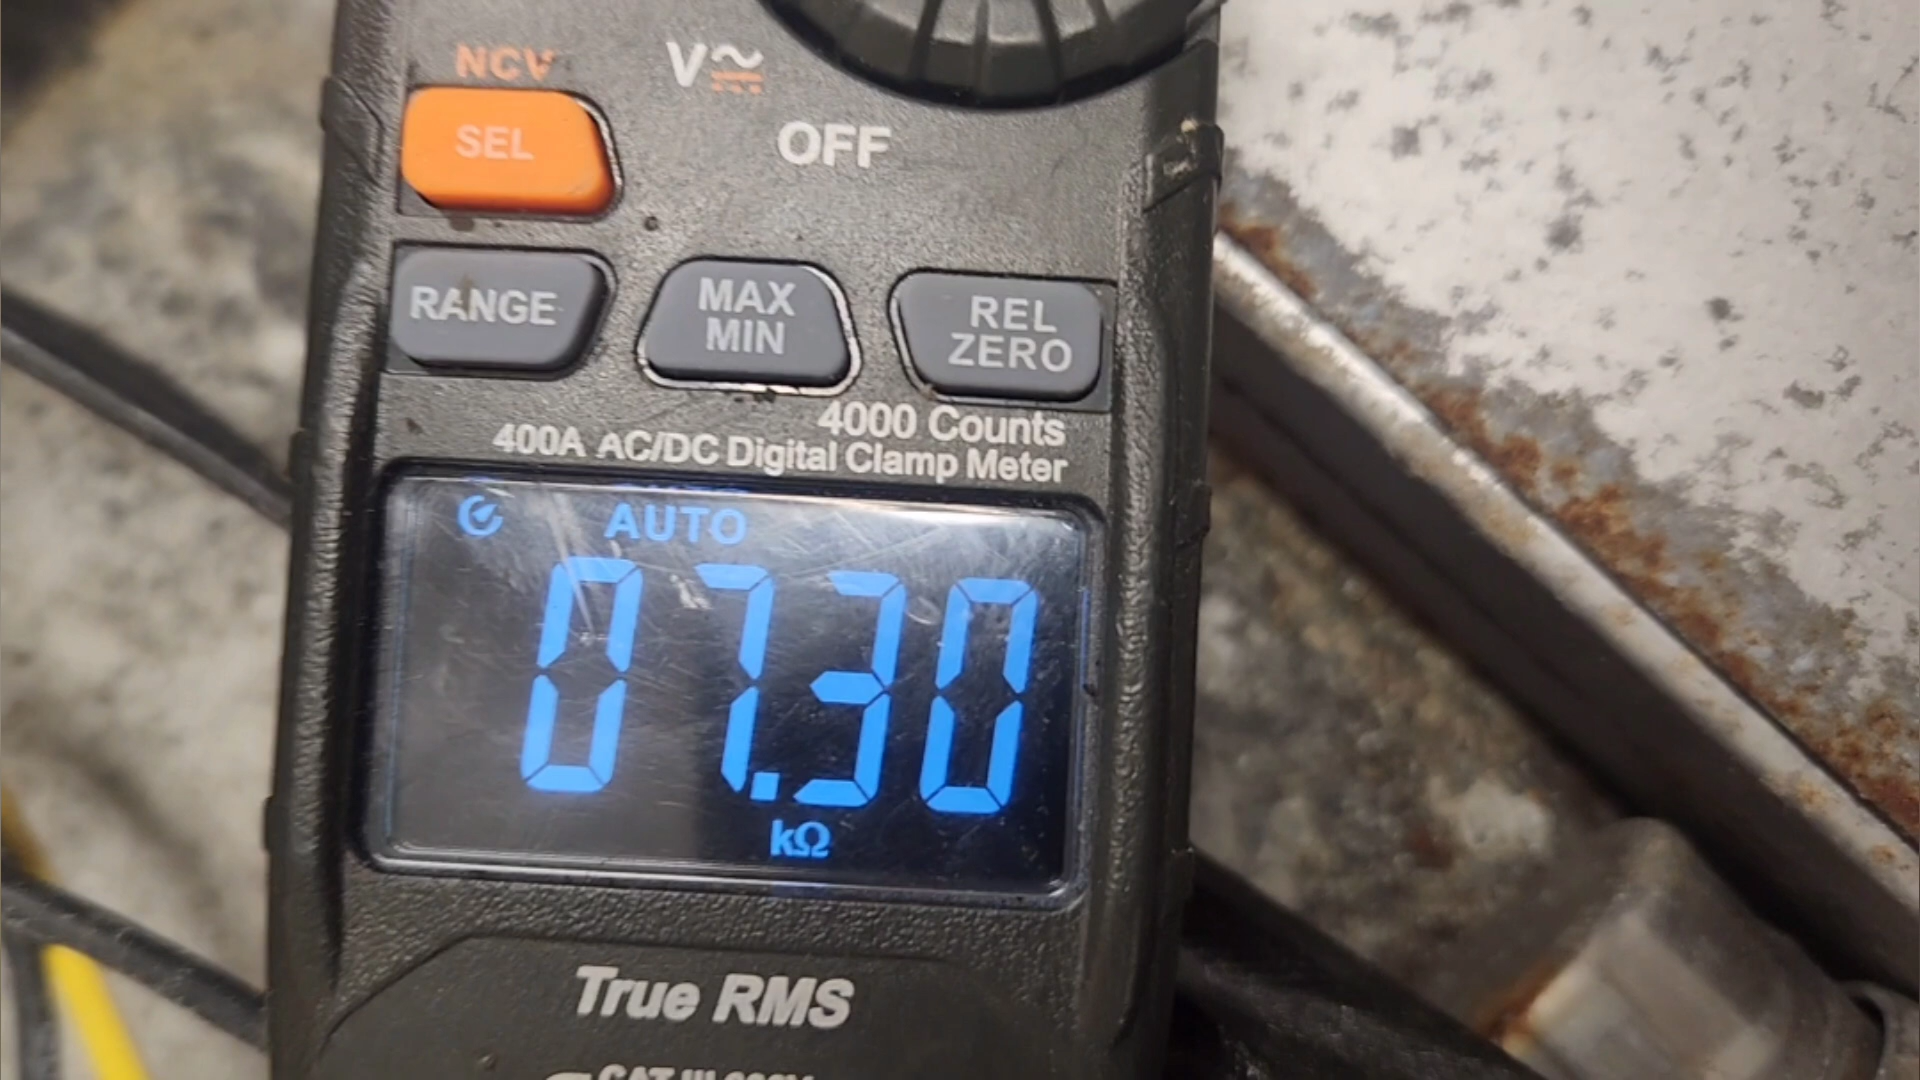 NCV
V
SEL
OFF
RANGE
MAX
MIN
REL
ZERO
4000 Counts
400A AC/DC Digital Clamp Meter
AUTO
07.30
kΩ
True RMS